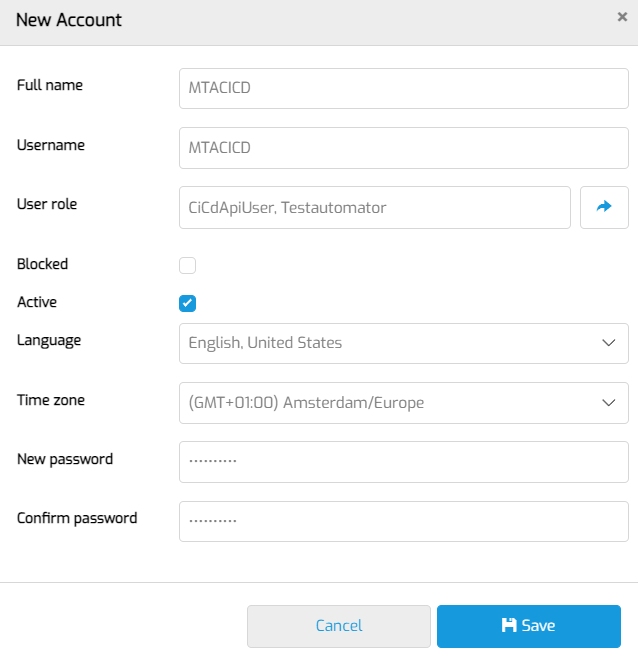 New Account ×
Full name MTACICD
Username MTACICD
User role CiCdApiUser, Testautomator
Blocked
Active
Language English, United States
Time zone (GMT+01:00) Amsterdam/Europe
New password ··········
Confirm password ··········
Cancel Save